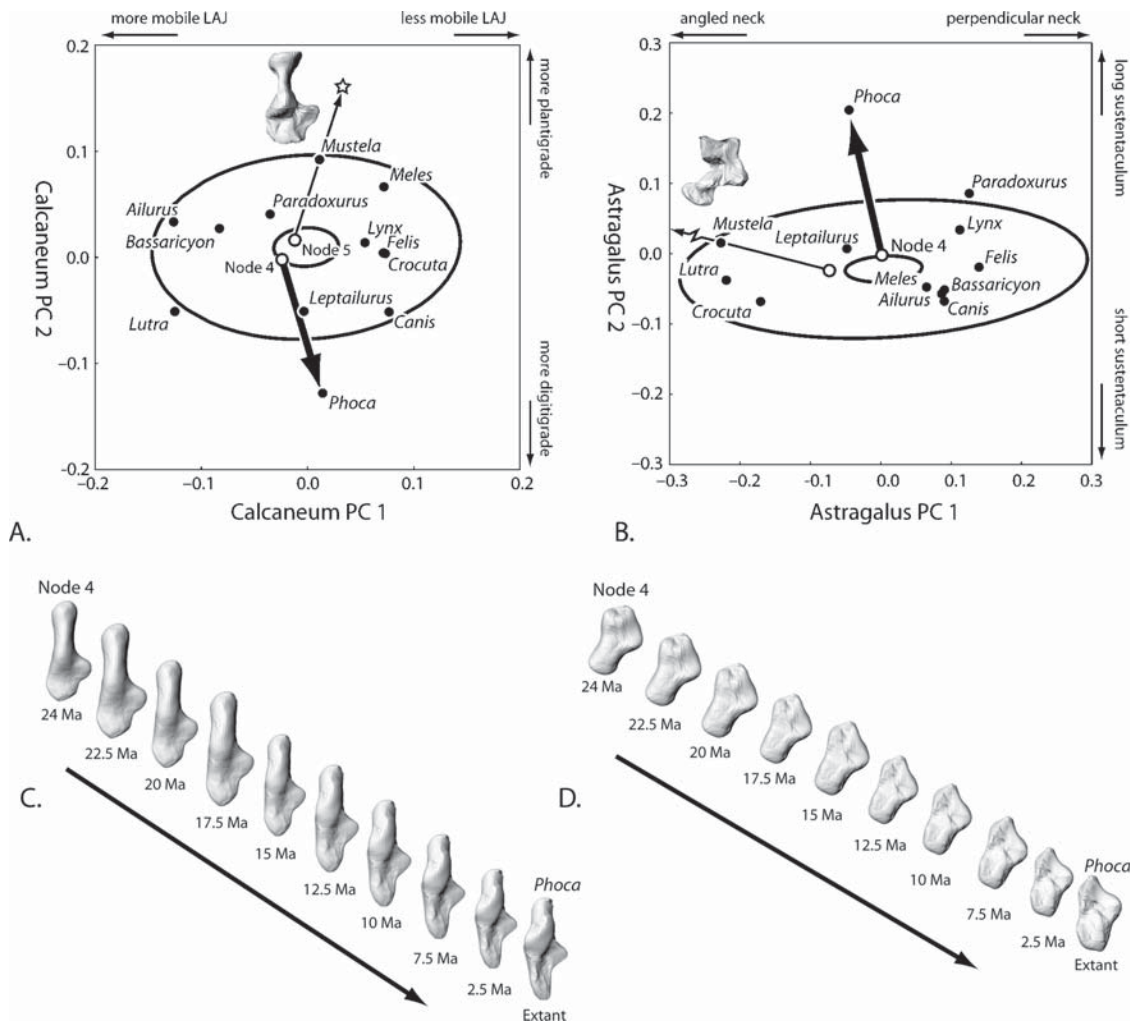 more mobile LAJ
less mobile LAJ
0.2
0.1
0.0
−0.1
−0.2
Calcaneum PC 2
more plantigrade
more digitigrade
Mustela
Meles
Paradoxurus
Ailurus
Bassaricyon
Lynx
Felis
Crocuta
Node 5
Node 4
Leptailurus
Canis
Lutra
Phoca
−0.2
−0.1
0.0
0.1
0.2
Calcaneum PC 1
A.
angled neck
perpendicular neck
0.3
0.2
0.1
0.0
−0.1
−0.2
−0.3
Astragalus PC 2
long sustentaculum
short sustentaculum
Phoca
Paradoxurus
Mustela
Leptailurus
Lynx
Node 4
Lutra
Felis
Meles
Bassaricyon
Ailurus
Crocuta
Canis
−0.3
−0.2
−0.1
0.0
0.1
0.2
0.3
Astragalus PC 1
B.
Node 4
24 Ma
22.5 Ma
20 Ma
17.5 Ma
15 Ma
12.5 Ma
10 Ma
7.5 Ma
2.5 Ma
Phoca
Extant
C.
Node 4
24 Ma
22.5 Ma
20 Ma
17.5 Ma
15 Ma
12.5 Ma
10 Ma
7.5 Ma
2.5 Ma
Phoca
Extant
D.